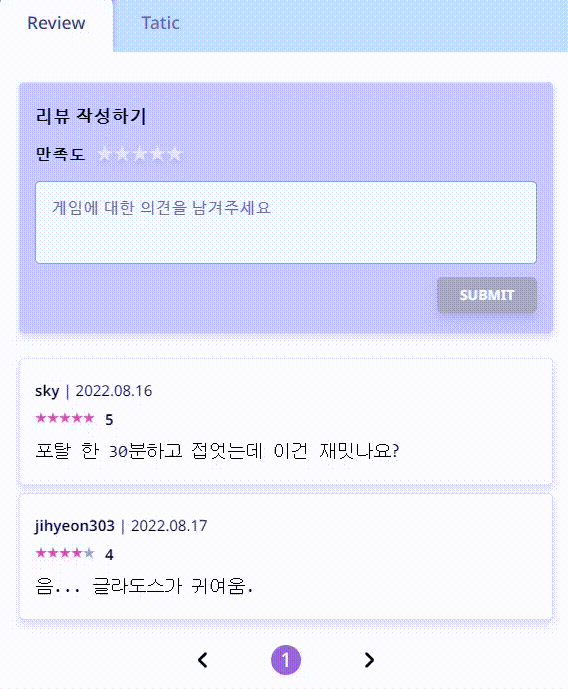 Review
Tatic
리뷰 작성하기
만족도 ★★★★★
게임에 대한 의견을 남겨주세요
SUBMIT
sky | 2022.08.16
★★★★★ 5
포탈 한 30분하고 접엇는데 이건 재밋나요?
jihyeon303 | 2022.08.17
★★★★★ 4
음... 글라도스가 귀여움.
1